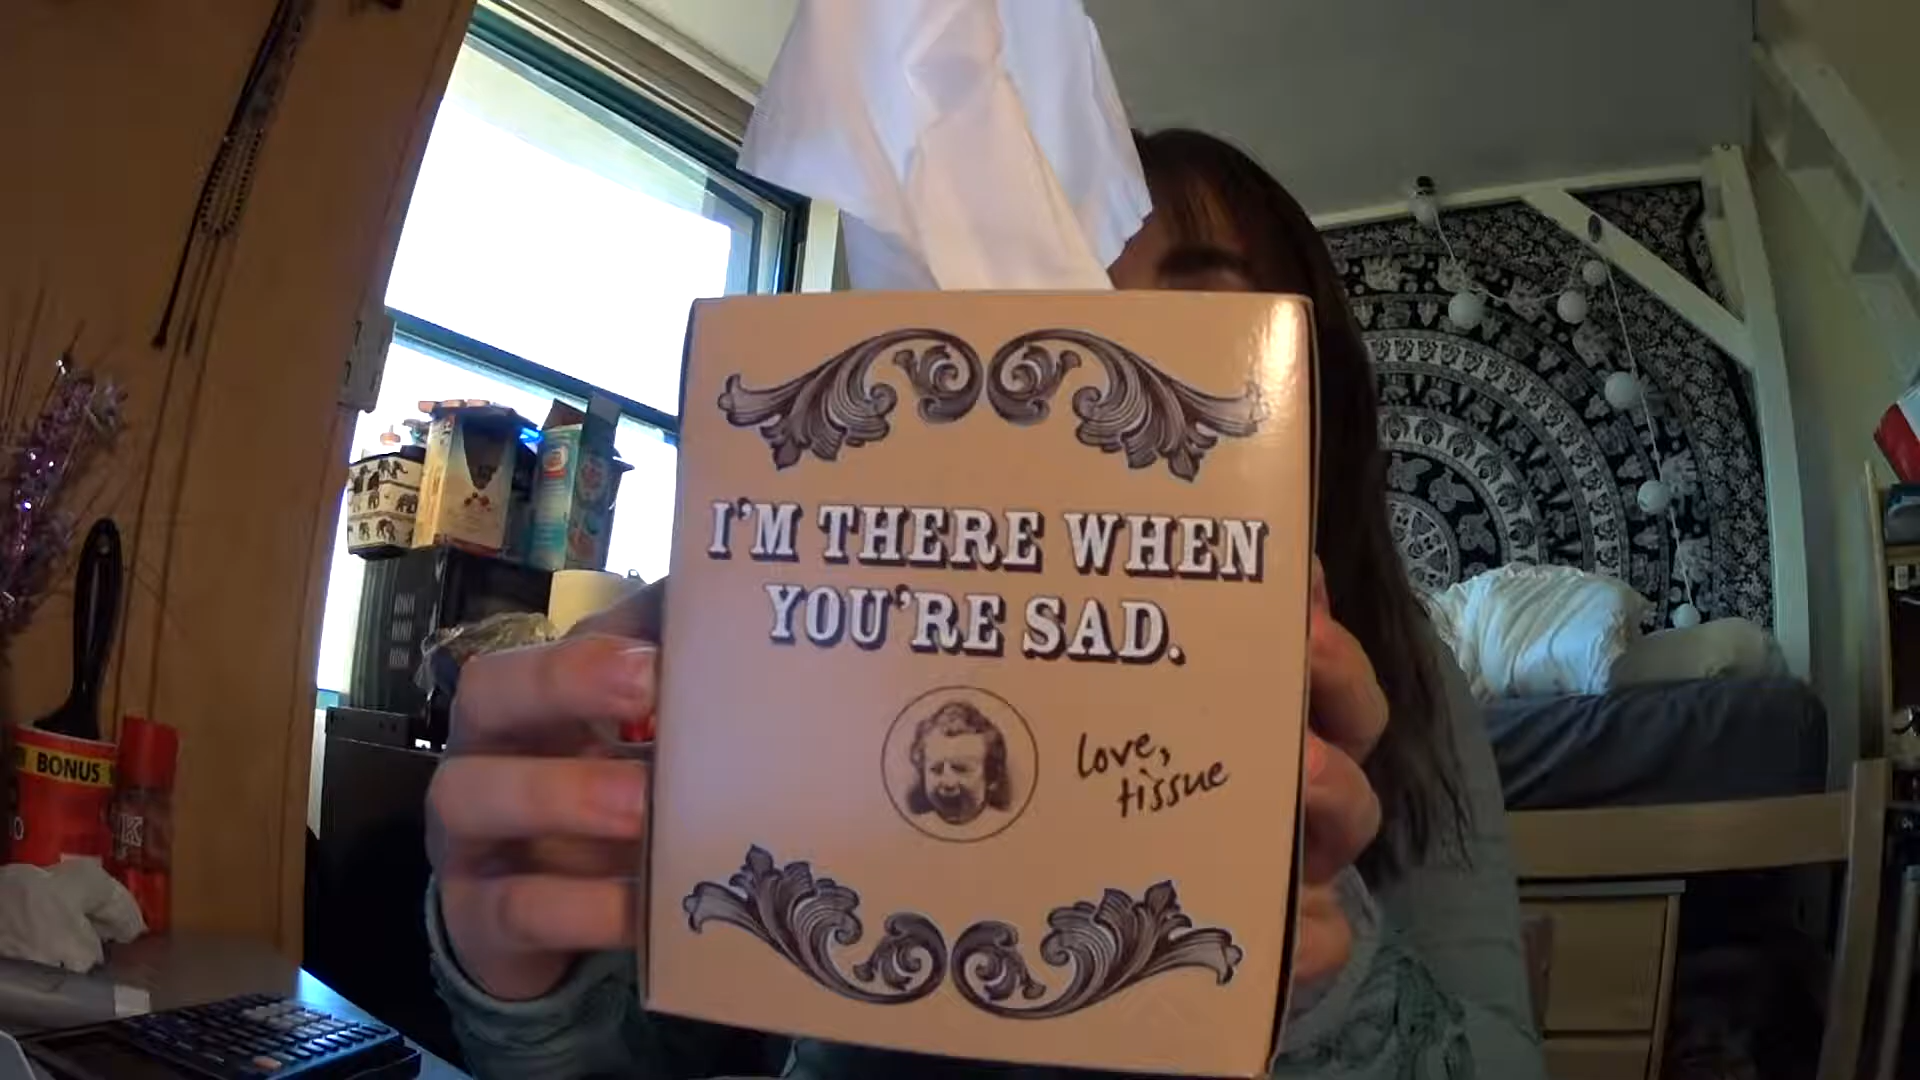 I'M THERE WHEN
YOU'RE SAD.
love,
tissue
BONUS